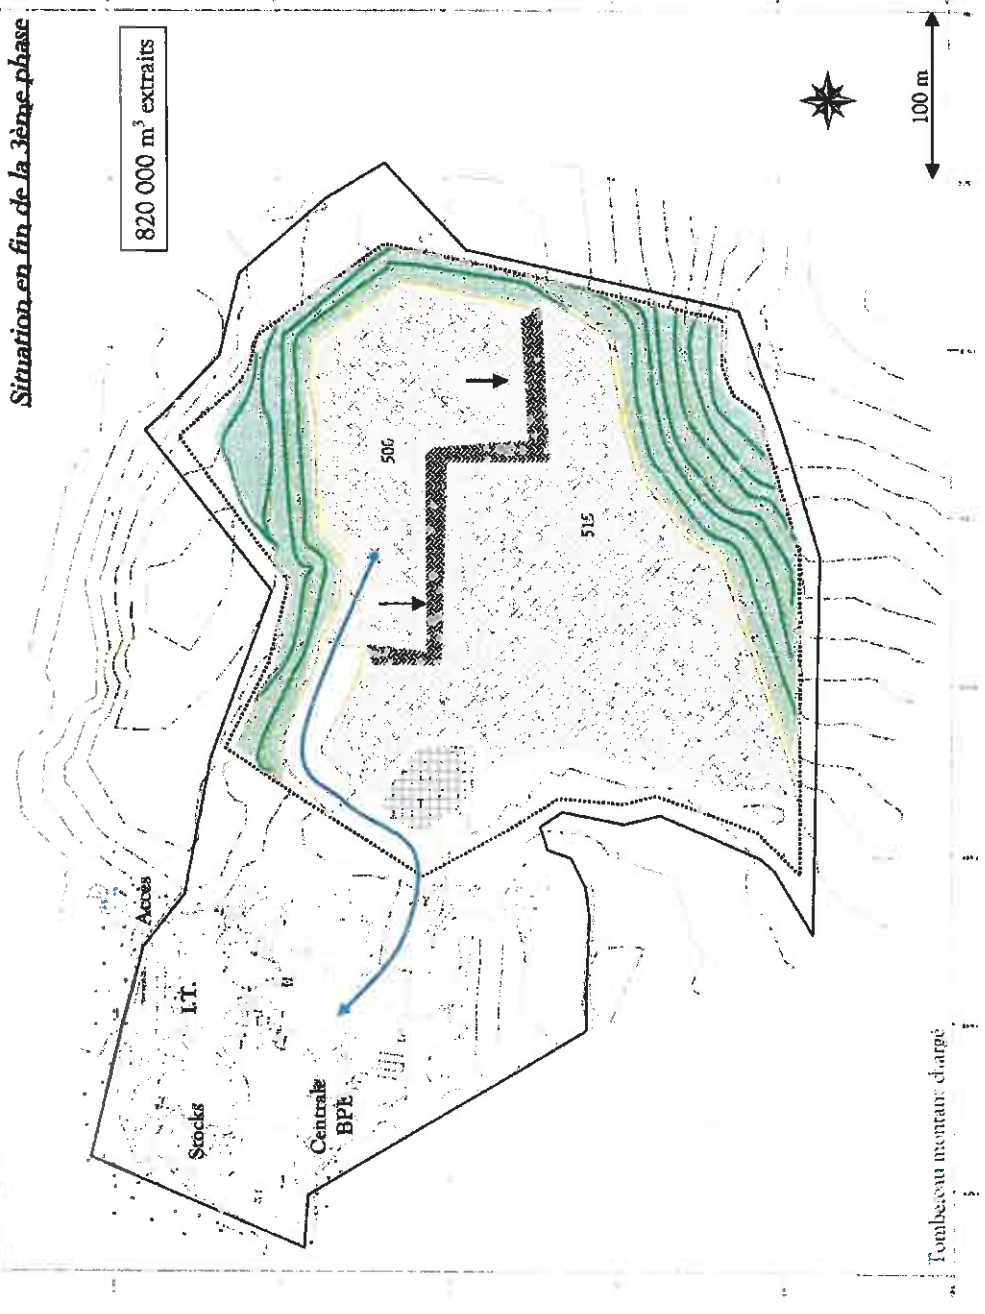 Situation en fin de la 3ème phase
820 000 m³ extraits
Accès
I.T.
Stocks
Centrale
BPE
500
515
100 m
Tombereau montant chargé